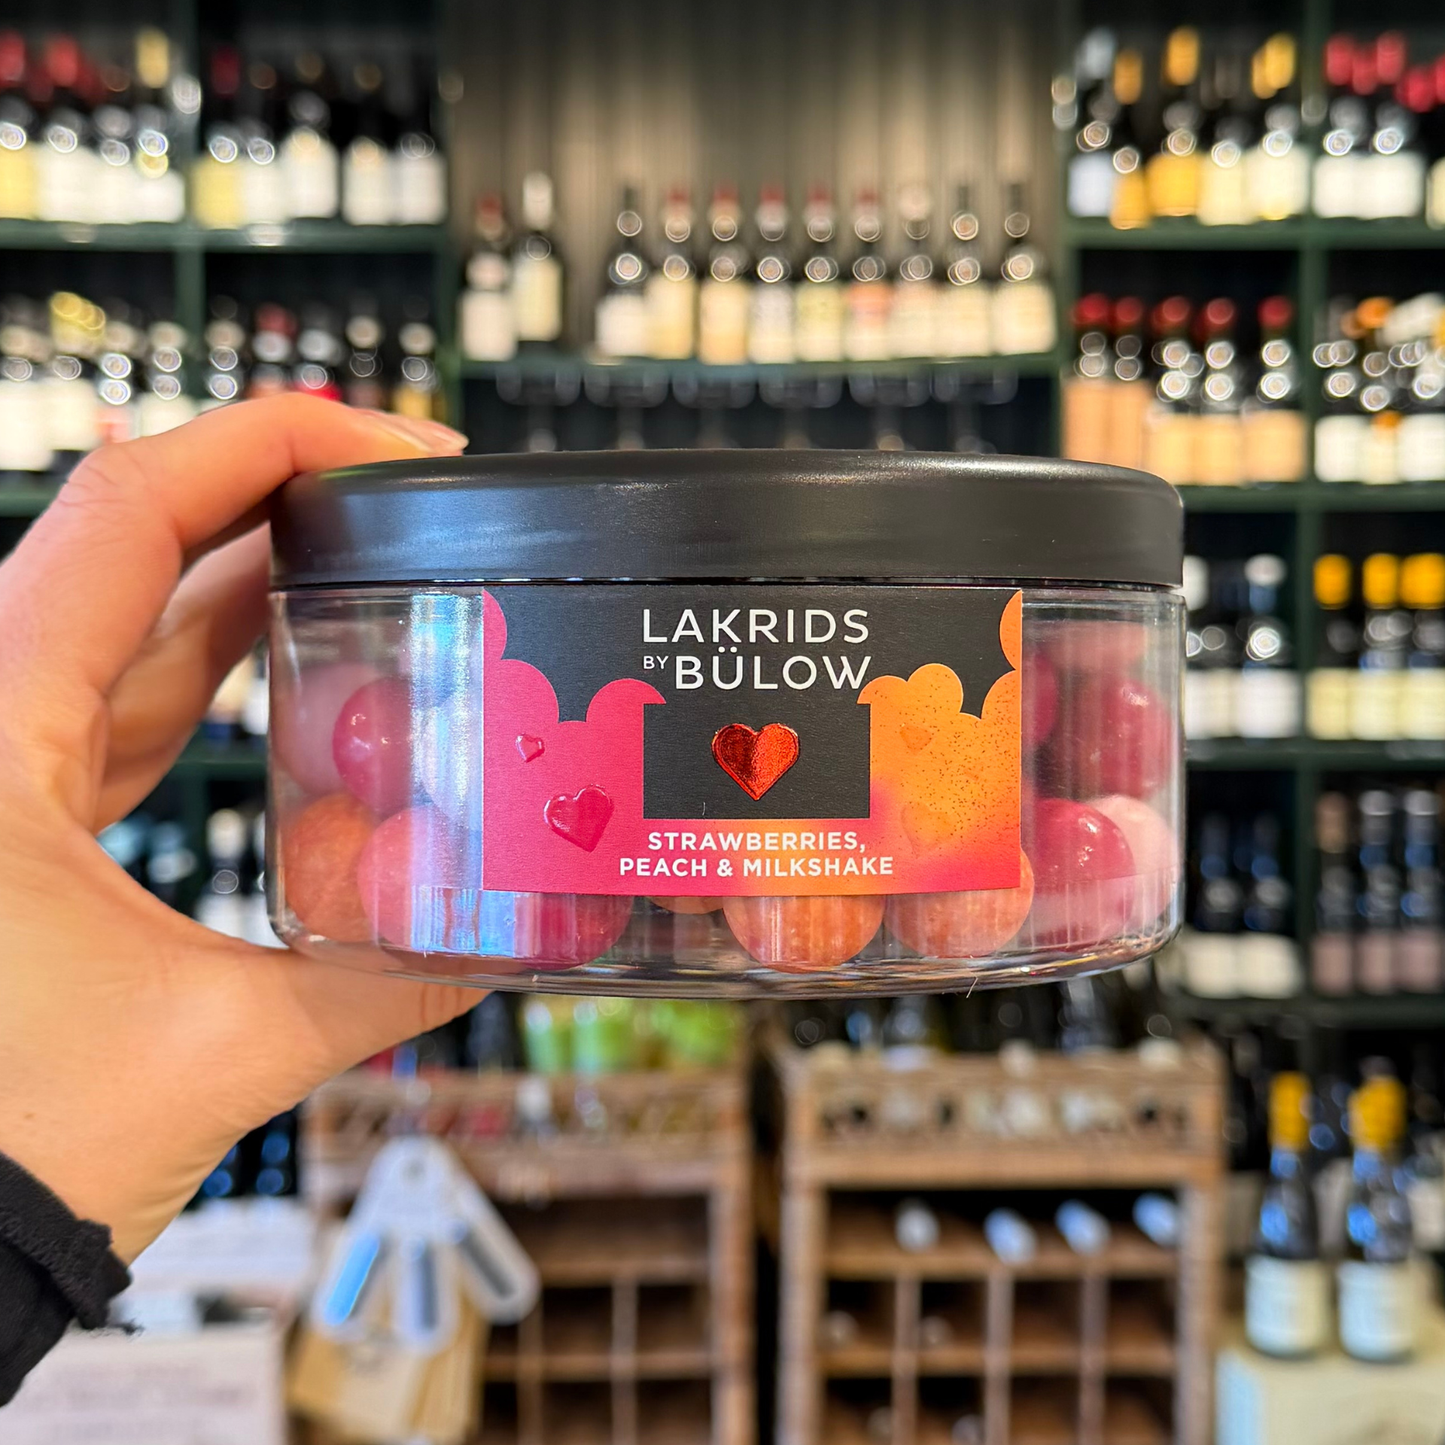 LAKRIDS
BY BÜLOW
STRAWBERRIES,
PEACH & MILKSHAKE